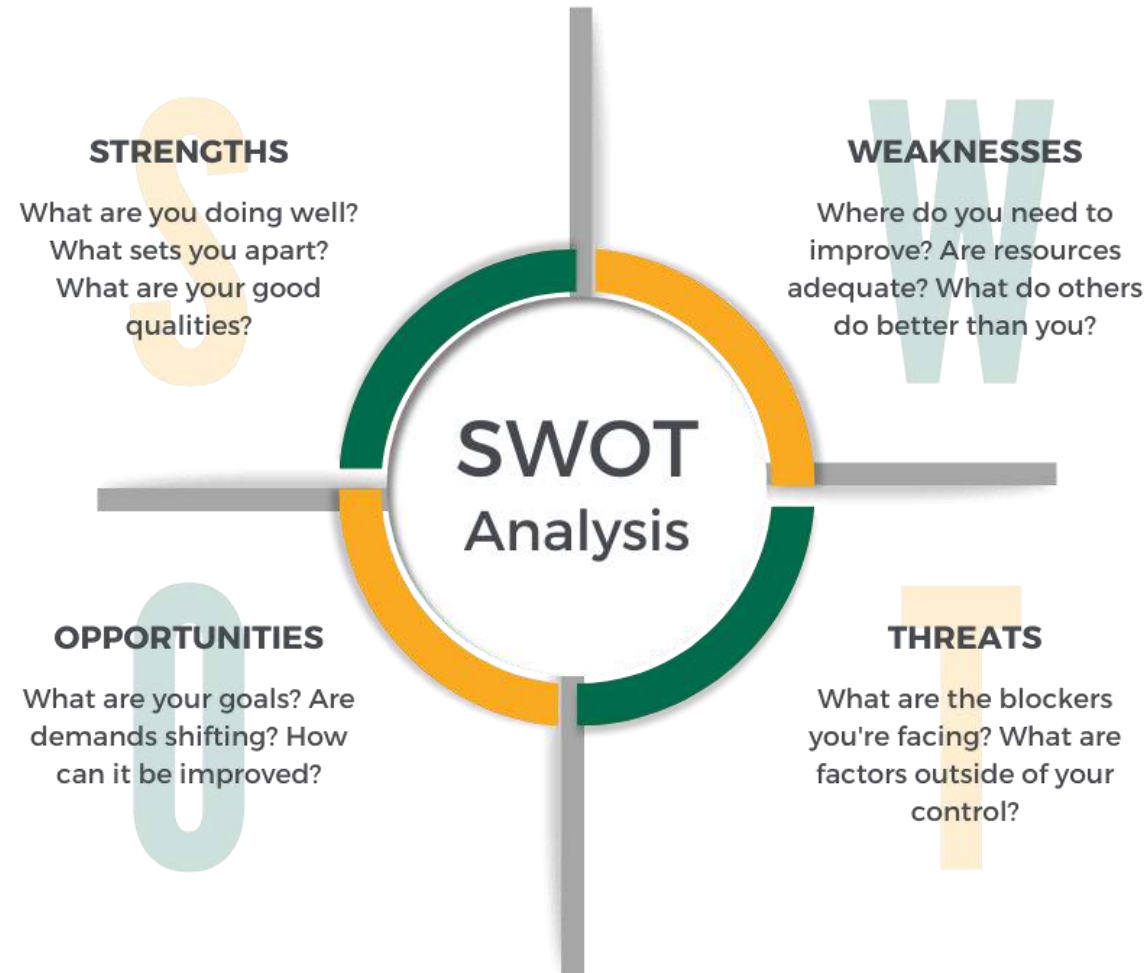 S
STRENGTHS
What are you doing well?
What sets you apart?
What are your good
qualities?
W
WEAKNESSES
Where do you need to
improve? Are resources
adequate? What do others
do better than you?
SWOT
Analysis
O
OPPORTUNITIES
What are your goals? Are
demands shifting? How
can it be improved?
T
THREATS
What are the blockers
you're facing? What are
factors outside of your
control?